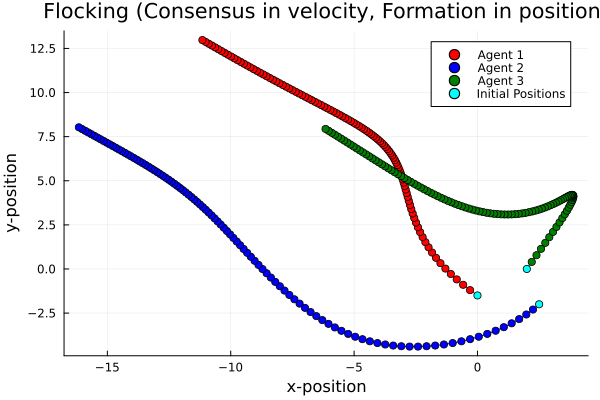 Flocking (Consensus in velocity, Formation in position
12.5
10.0
7.5
5.0
2.5
0.0
−2.5
−15
−10
−5
0
y-position
x-position
Agent 1
Agent 2
Agent 3
Initial Positions